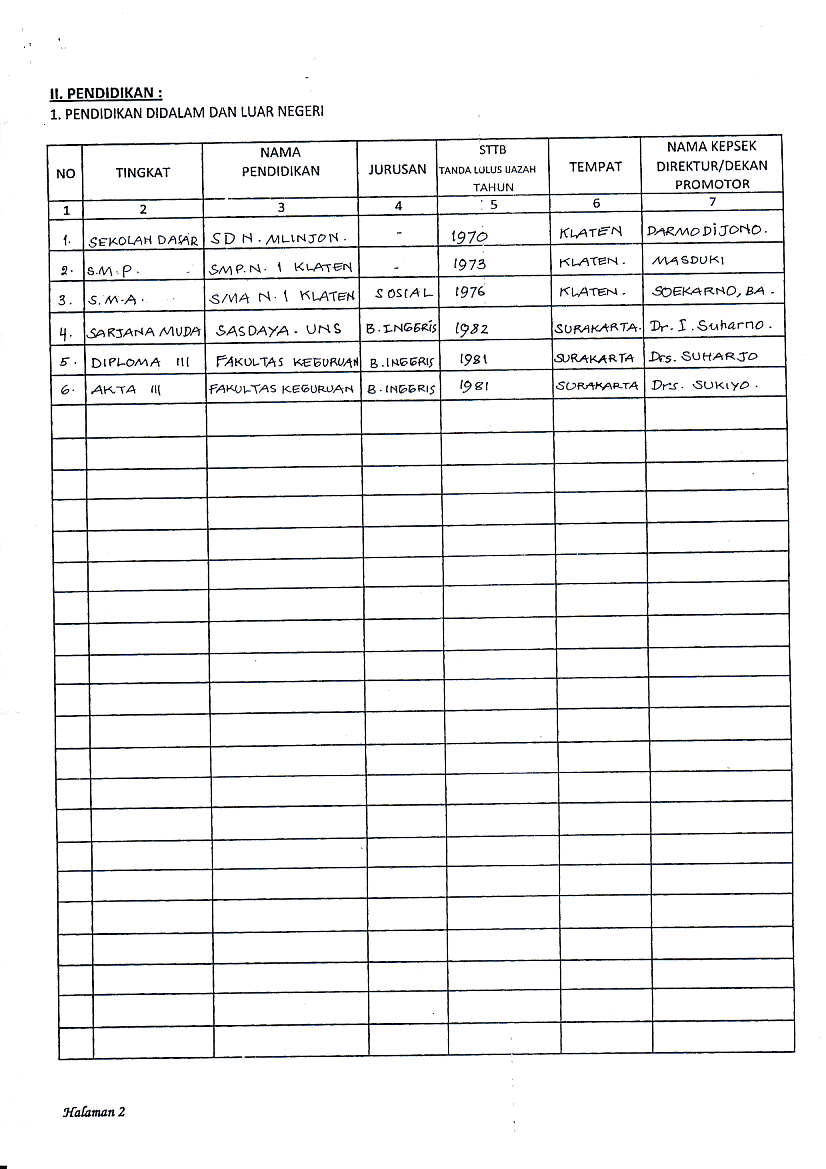 II. PENDIDIKAN :
1. PENDIDIKAN DIDALAM DAN LUAR NEGERI
NO TINGKAT NAMA PENDIDIKAN JURUSAN STTB TANDA LULUS IJAZAH TAHUN TEMPAT NAMA KEPSEK DIREKTUR/DEKAN PROMOTOR
1 2 3 4 5 6 7
1. SEKOLAH DASAR SDN. MLINJON. - 1970 KLATEN DARMODIJONO.
2. S.M.P. SMP.N. 1 KLATEN - 1973 KLATEN. MASDUKI
3. S.M.A. SMA N. 1 KLATEN SOSIAL 1976 KLATEN. SOEKARNO, BA.
4. SARJANA MUDA SASDAYA - UNS B. INGGRIS 1982 SURAKARTA. Dr. I. Suharno.
5. DIPLOMA III FAKULTAS KEGURUAN B. INGGRIS 1981 SURAKARTA Drs. SUHARJO
6. AKTA III FAKULTAS KEGURUAN B. INGGRIS 1981 SURAKARTA Drs. SUKIYO.
Halaman 2